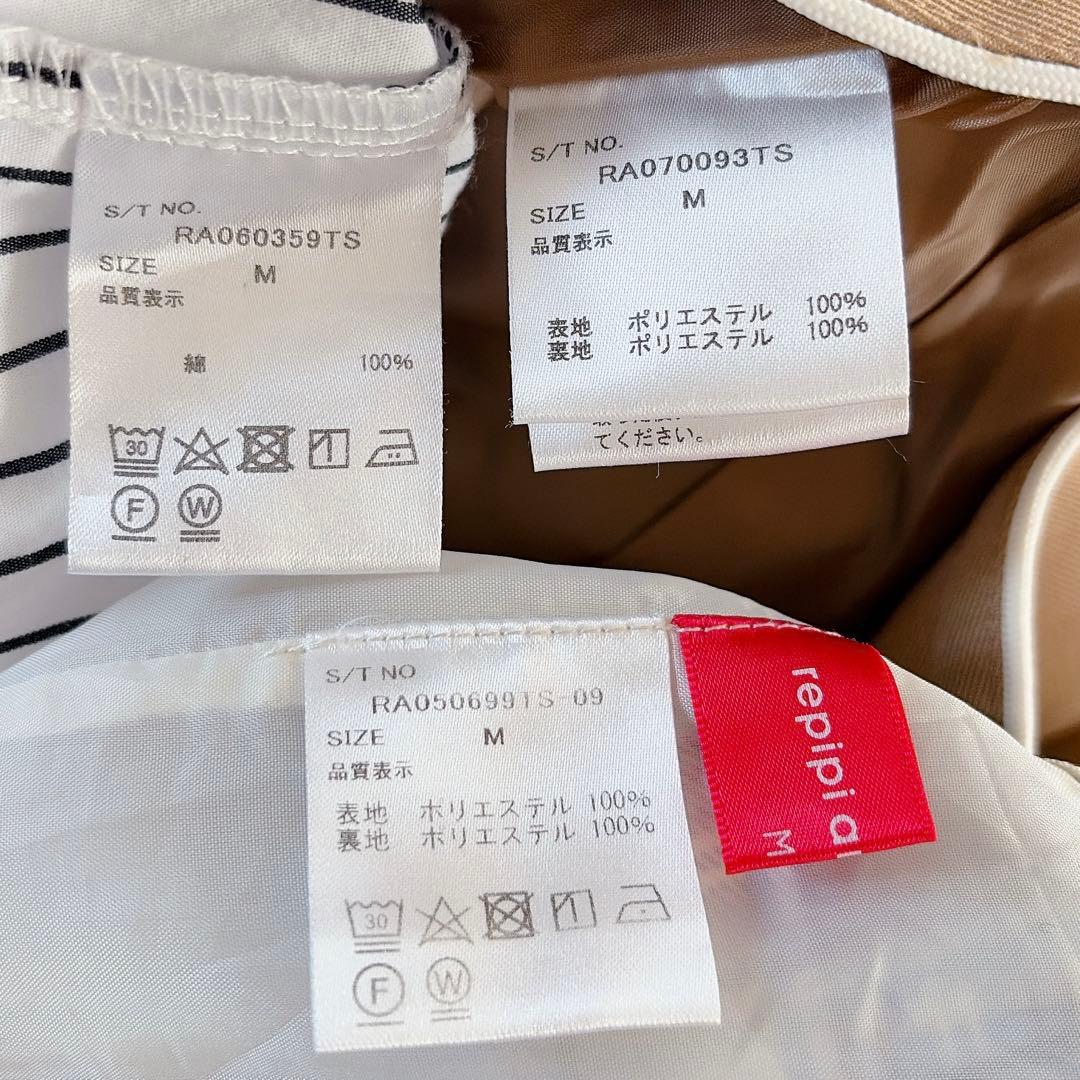 S/T NO.
RA060359TS
SIZE M
品質表示
綿 100%
30
F W
S/T NO.
RA070093TS
SIZE M
品質表示
表地 ポリエステル 100%
裏地 ポリエステル 100%
てください。
S/T NO
RA050699TS-09
SIZE M
品質表示
表地 ポリエステル 100%
裏地 ポリエステル 100%
30
F W
repipi a
M